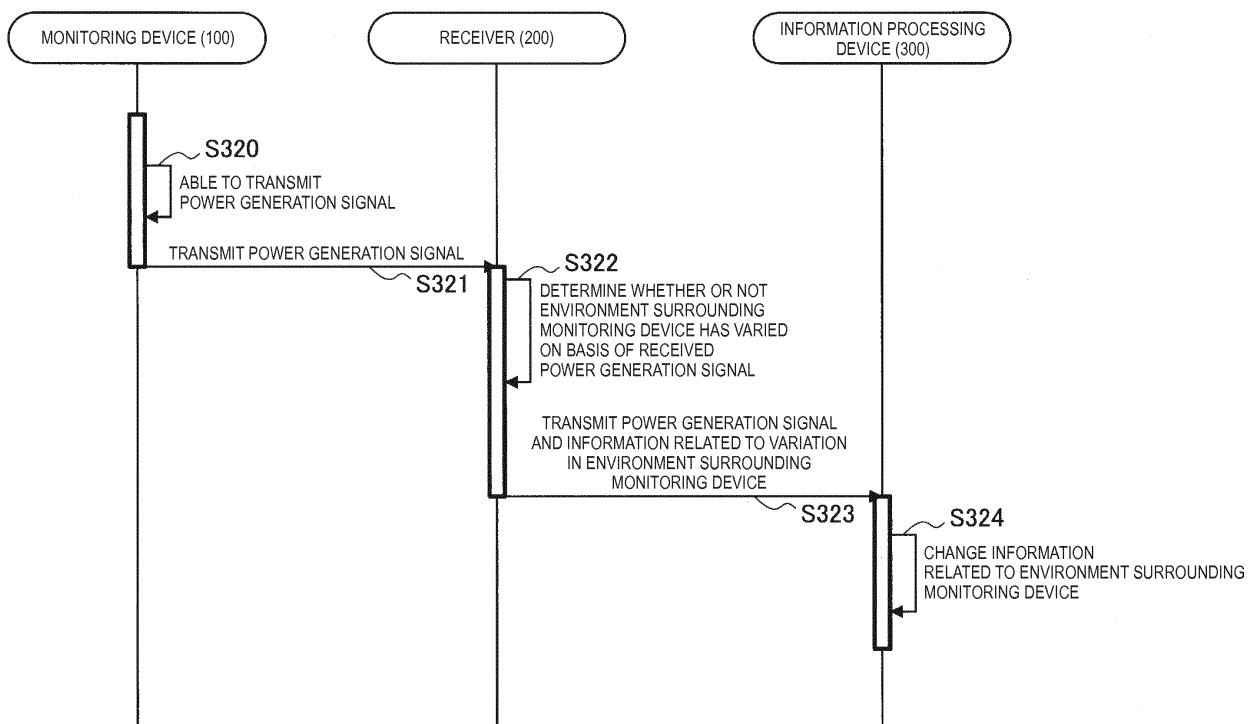 MONITORING DEVICE (100)
RECEIVER (200)
INFORMATION PROCESSING
DEVICE (300)
S320
ABLE TO TRANSMIT
POWER GENERATION SIGNAL
TRANSMIT POWER GENERATION SIGNAL
S321
S322
DETERMINE WHETHER OR NOT
ENVIRONMENT SURROUNDING
MONITORING DEVICE HAS VARIED
ON BASIS OF RECEIVED
POWER GENERATION SIGNAL
TRANSMIT POWER GENERATION SIGNAL
AND INFORMATION RELATED TO VARIATION
IN ENVIRONMENT SURROUNDING
MONITORING DEVICE
S323
S324
CHANGE INFORMATION
RELATED TO ENVIRONMENT SURROUNDING
MONITORING DEVICE